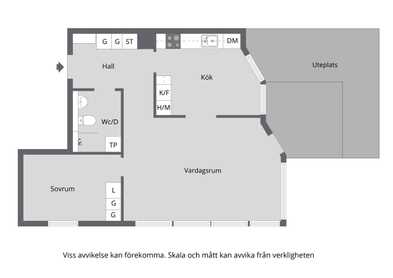 G G ST
DM
Hall
Kök
Uteplats
K/F
H/M
Wc/D
TP
Vardagsrum
Sovrum
L
G
G
Viss avvikelse kan förekomma. Skala och mått kan avvika från verkligheten